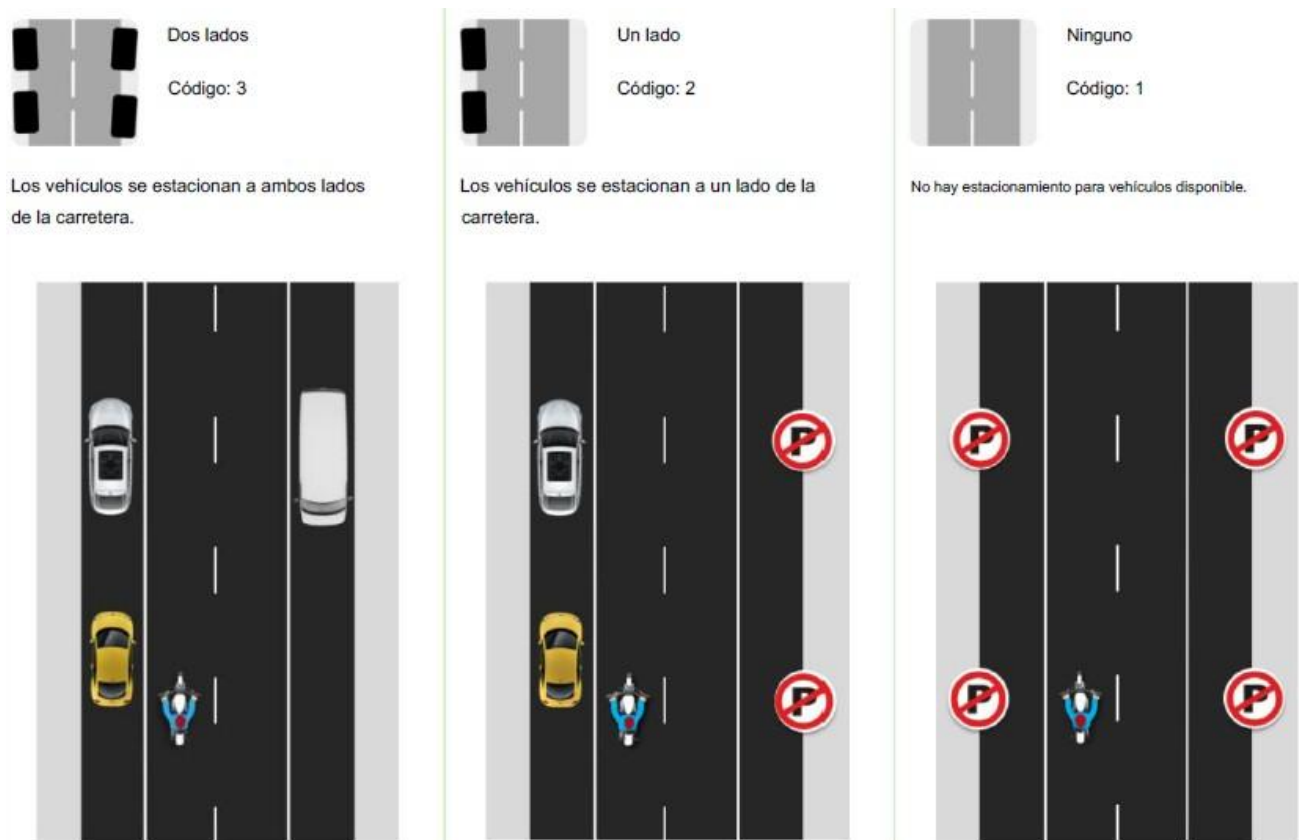 Dos lados
Código: 3
Los vehículos se estacionan a ambos lados
de la carretera.
Un lado
Código: 2
Los vehículos se estacionan a un lado de la
carretera.
P
P
Ninguno
Código: 1
No hay estacionamiento para vehículos disponible.
P
P
P
P